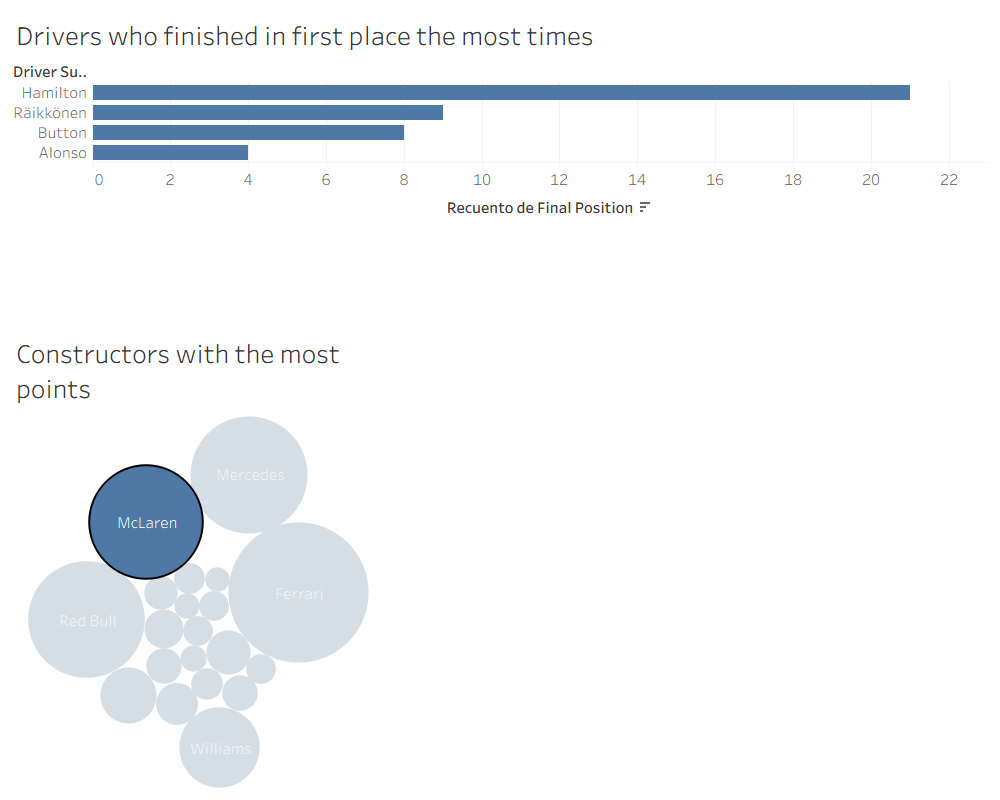 Drivers who finished in first place the most times
Driver Su..
Hamilton
Räikkönen
Button
Alonso
0 2 4 6 8 10 12 14 16 18 20 22
Recuento de Final Position
Constructors with the most
points
Mercedes
McLaren
Ferrari
Red Bull
Williams